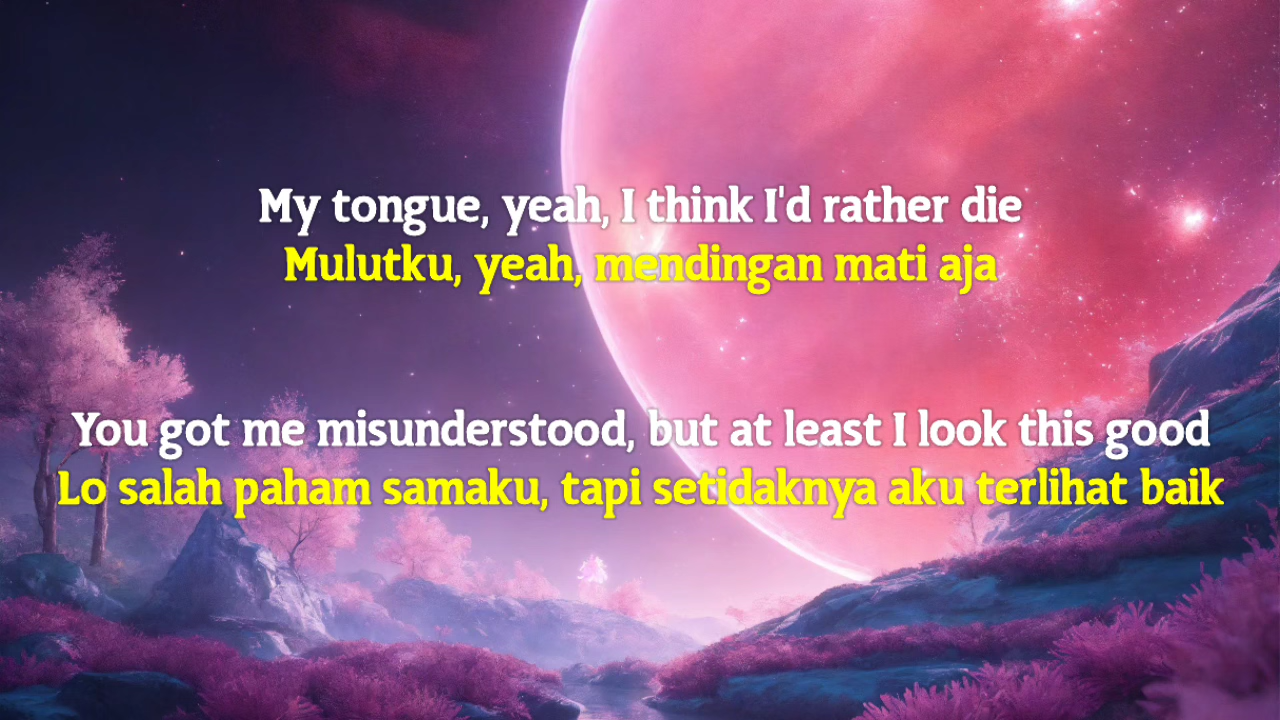 My tongue, yeah, I think I'd rather die
Mulutku, yeah, mendingan mati aja
You got me misunderstood, but at least I look this good
Lo salah paham samaku, tapi setidaknya aku terlihat baik